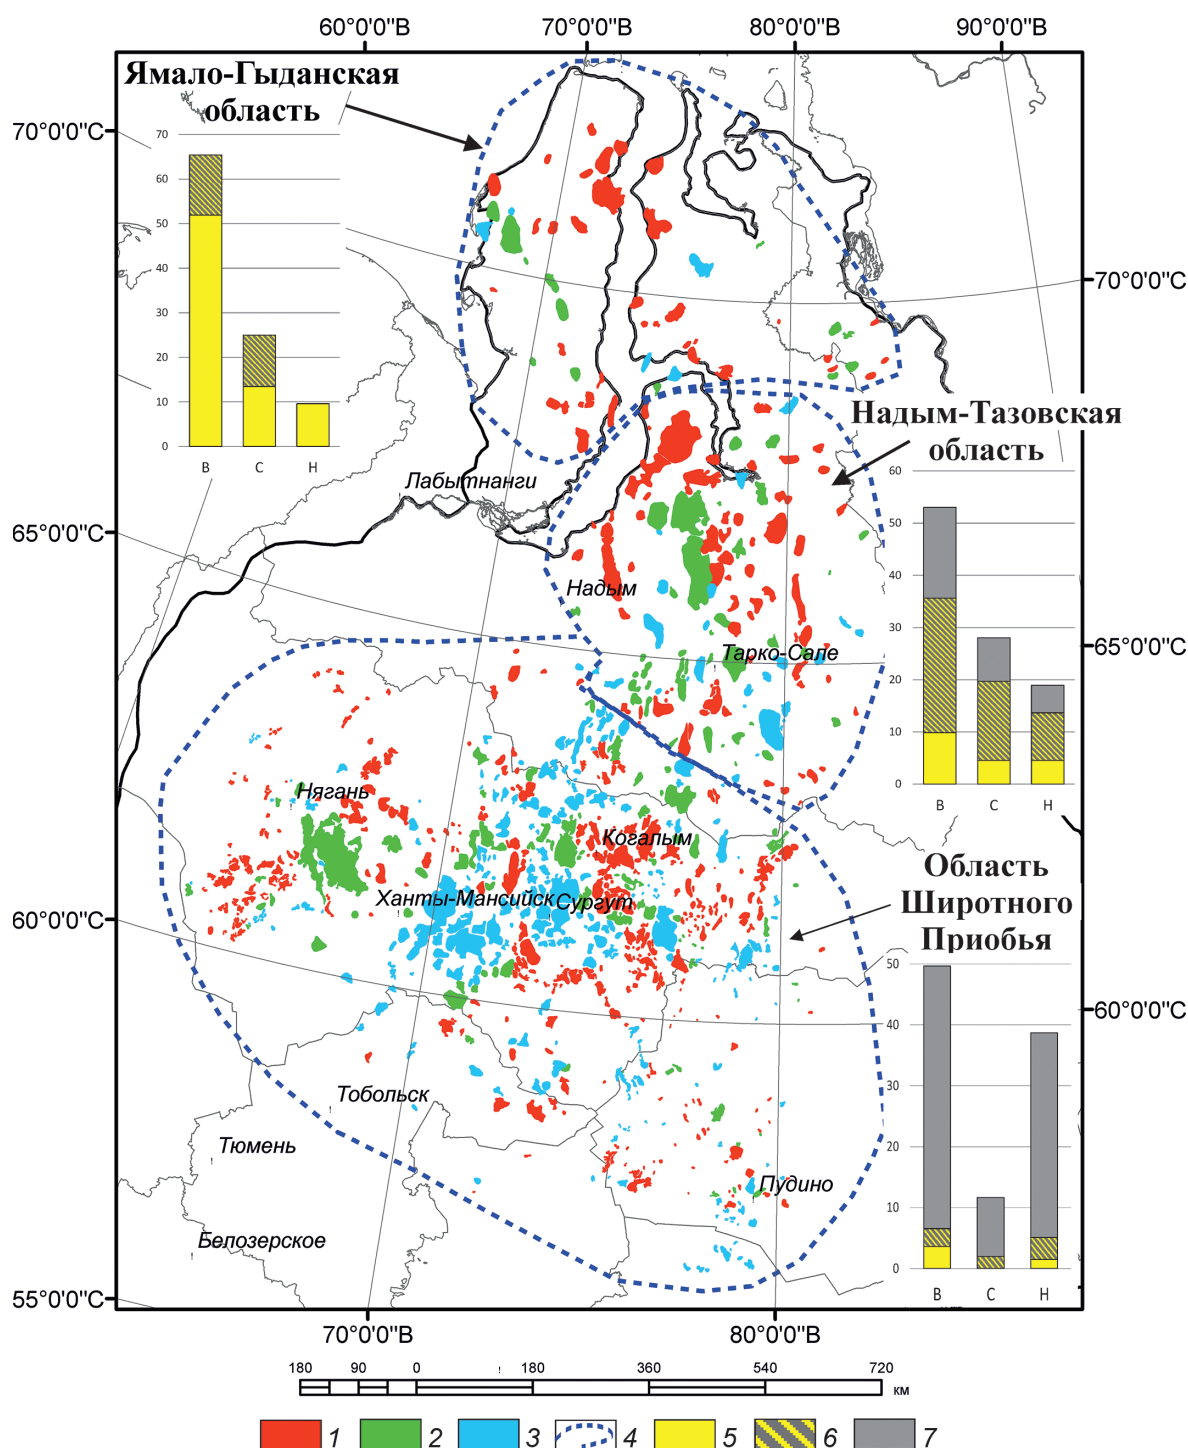 60°0'0"В 70°0'0"В 80°0'0"В 90°0'0"В
Ямало-Гыданская
область
70°0'0"С
70
60
50
40
30
20
10
0
В С Н
70°0'0"С
Надым-Тазовская
область
60
50
40
30
20
10
0
В С Н
Лабытнанги
65°0'0"С
Надым
Тарко-Сале
65°0'0"С
Нягань
Когалым
Ханты-Мансийск
Сургут
Область
Широтного
Приобья
50
40
30
20
10
0
В С Н
60°0'0"С
60°0'0"С
Тобольск
Тюмень
Пудино
Белозерское
55°0'0"С
70°0'0"В 80°0'0"В
180 90 0 180 360 540 720
км
1 2 3 4 5 6 7